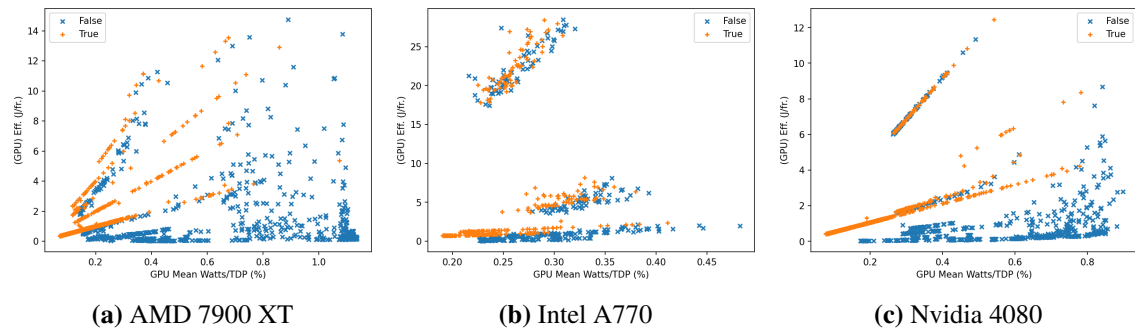 False
True
(GPU) Eff. (J/fr.)
14
12
10
8
6
4
2
0
0.2 0.4 0.6 0.8 1.0
GPU Mean Watts/TDP (%)
(a) AMD 7900 XT
False
True
(GPU) Eff. (J/fr.)
25
20
15
10
5
0
0.20 0.25 0.30 0.35 0.40 0.45
GPU Mean Watts/TDP (%)
(b) Intel A770
False
True
(GPU) Eff. (J/fr.)
12
10
8
6
4
2
0
0.2 0.4 0.6 0.8
GPU Mean Watts/TDP (%)
(c) Nvidia 4080